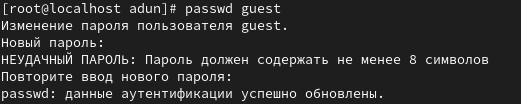 [root@localhost adun]# passwd guest
Изменение пароля пользователя guest.
Новый пароль:
НЕУДАЧНЫЙ ПАРОЛЬ: Пароль должен содержать не менее 8 символов
Повторите ввод нового пароля:
passwd: данные аутентификации успешно обновлены.